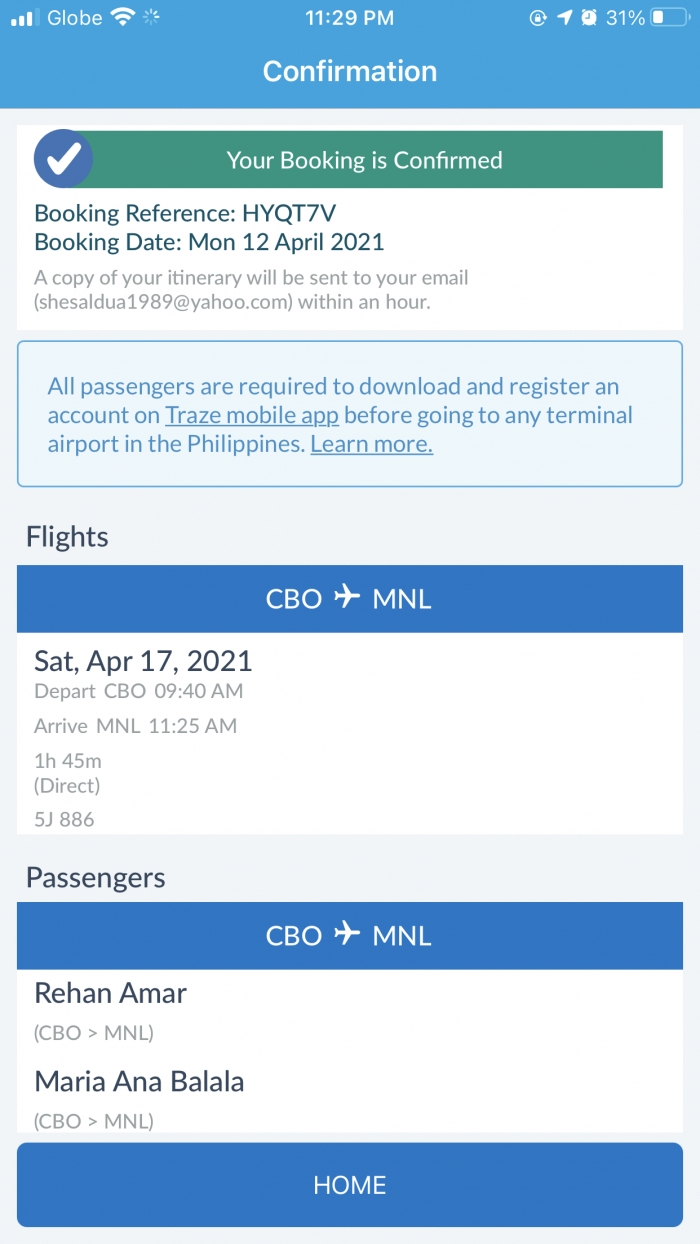 Globe 11:29 PM 31%
Confirmation
Your Booking is Confirmed
Booking Reference: HYQT7V
Booking Date: Mon 12 April 2021
A copy of your itinerary will be sent to your email
(shesaldua1989@yahoo.com) within an hour.
All passengers are required to download and register an
account on Traze mobile app before going to any terminal
airport in the Philippines. Learn more.
Flights
CBO MNL
Sat, Apr 17, 2021
Depart CBO 09:40 AM
Arrive MNL 11:25 AM
1h 45m
(Direct)
5J 886
Passengers
CBO MNL
Rehan Amar
(CBO > MNL)
Maria Ana Balala
(CBO > MNL)
HOME